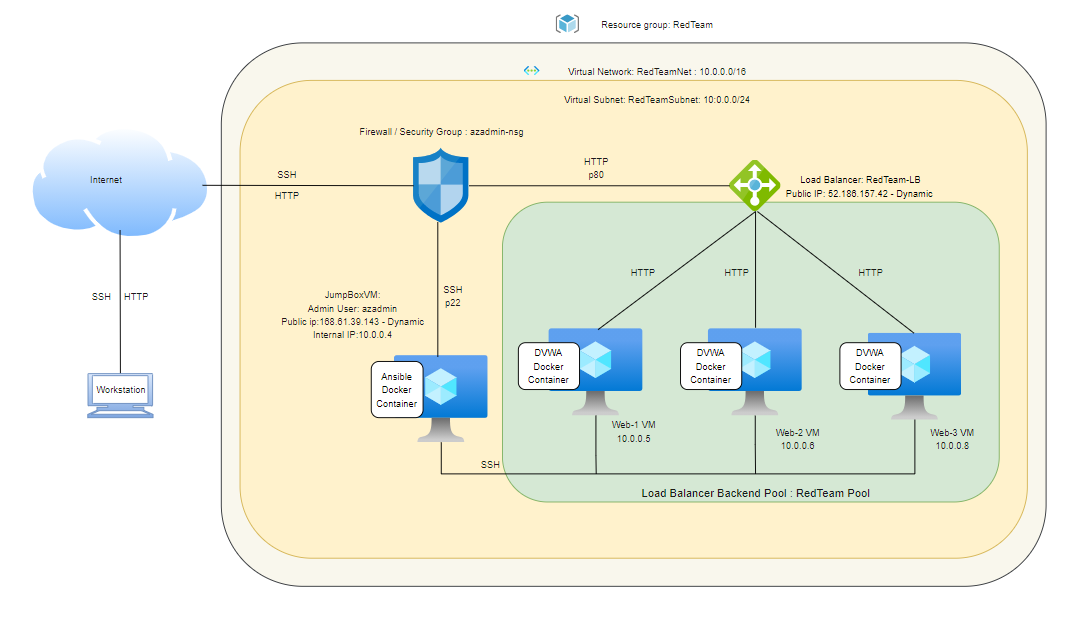 Resource group: RedTeam
Virtual Network: RedTeamNet : 10.0.0.0/16
Virtual Subnet: RedTeamSubnet: 10:0.0.0/24
Firewall / Security Group : azadmin-nsg
Internet
SSH
HTTP
HTTP
p80
Load Balancer: RedTeam-LB
Public IP: 52.186.157.42 - Dynamic
SSH
HTTP
JumpBoxVM:
Admin User: azadmin
Public ip:168.61.39.143 - Dynamic
Internal IP:10.0.0.4
SSH
p22
HTTP
HTTP
HTTP
Workstation
Ansible
Docker
Container
DVWA
Docker
Container
DVWA
Docker
Container
DVWA
Docker
Container
Web-1 VM
10.0.0.5
Web-2 VM
10.0.0.6
Web-3 VM
10.0.0.8
SSH
Load Balancer Backend Pool : RedTeam Pool